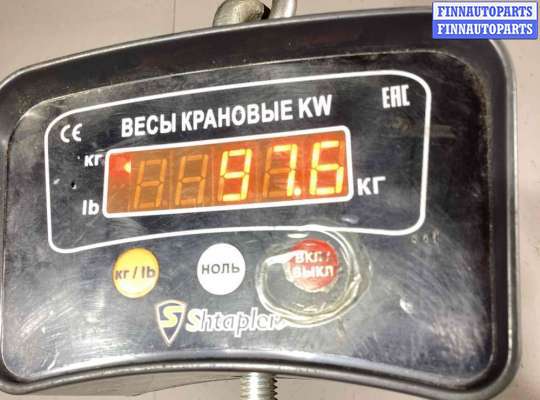 FINNAUTOPARTS
FINNAUTOPARTS
ВЕСЫ КРАНОВЫЕ KW
EAC
CE
кг
97.6
кг
lb
кг / lb
НОЛЬ
ВКЛ /
ВЫКЛ
S
Shtapler